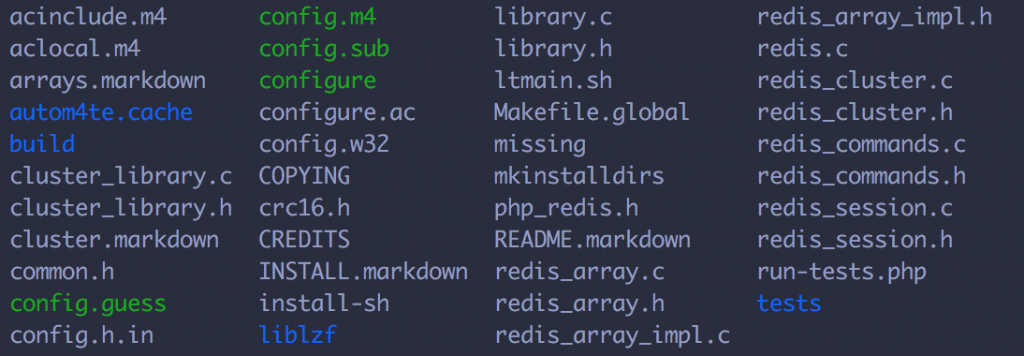 acinclude.m4 config.m4 library.c redis_array_impl.h
aclocal.m4 config.sub library.h redis.c
arrays.markdown configure ltmain.sh redis_cluster.c
autom4te.cache configure.ac Makefile.global redis_cluster.h
build config.w32 missing redis_commands.c
cluster_library.c COPYING mkinstalldirs redis_commands.h
cluster_library.h crc16.h php_redis.h redis_session.c
cluster.markdown CREDITS README.markdown redis_session.h
common.h INSTALL.markdown redis_array.c run-tests.php
config.guess install-sh redis_array.h tests
config.h.in liblzf redis_array_impl.c